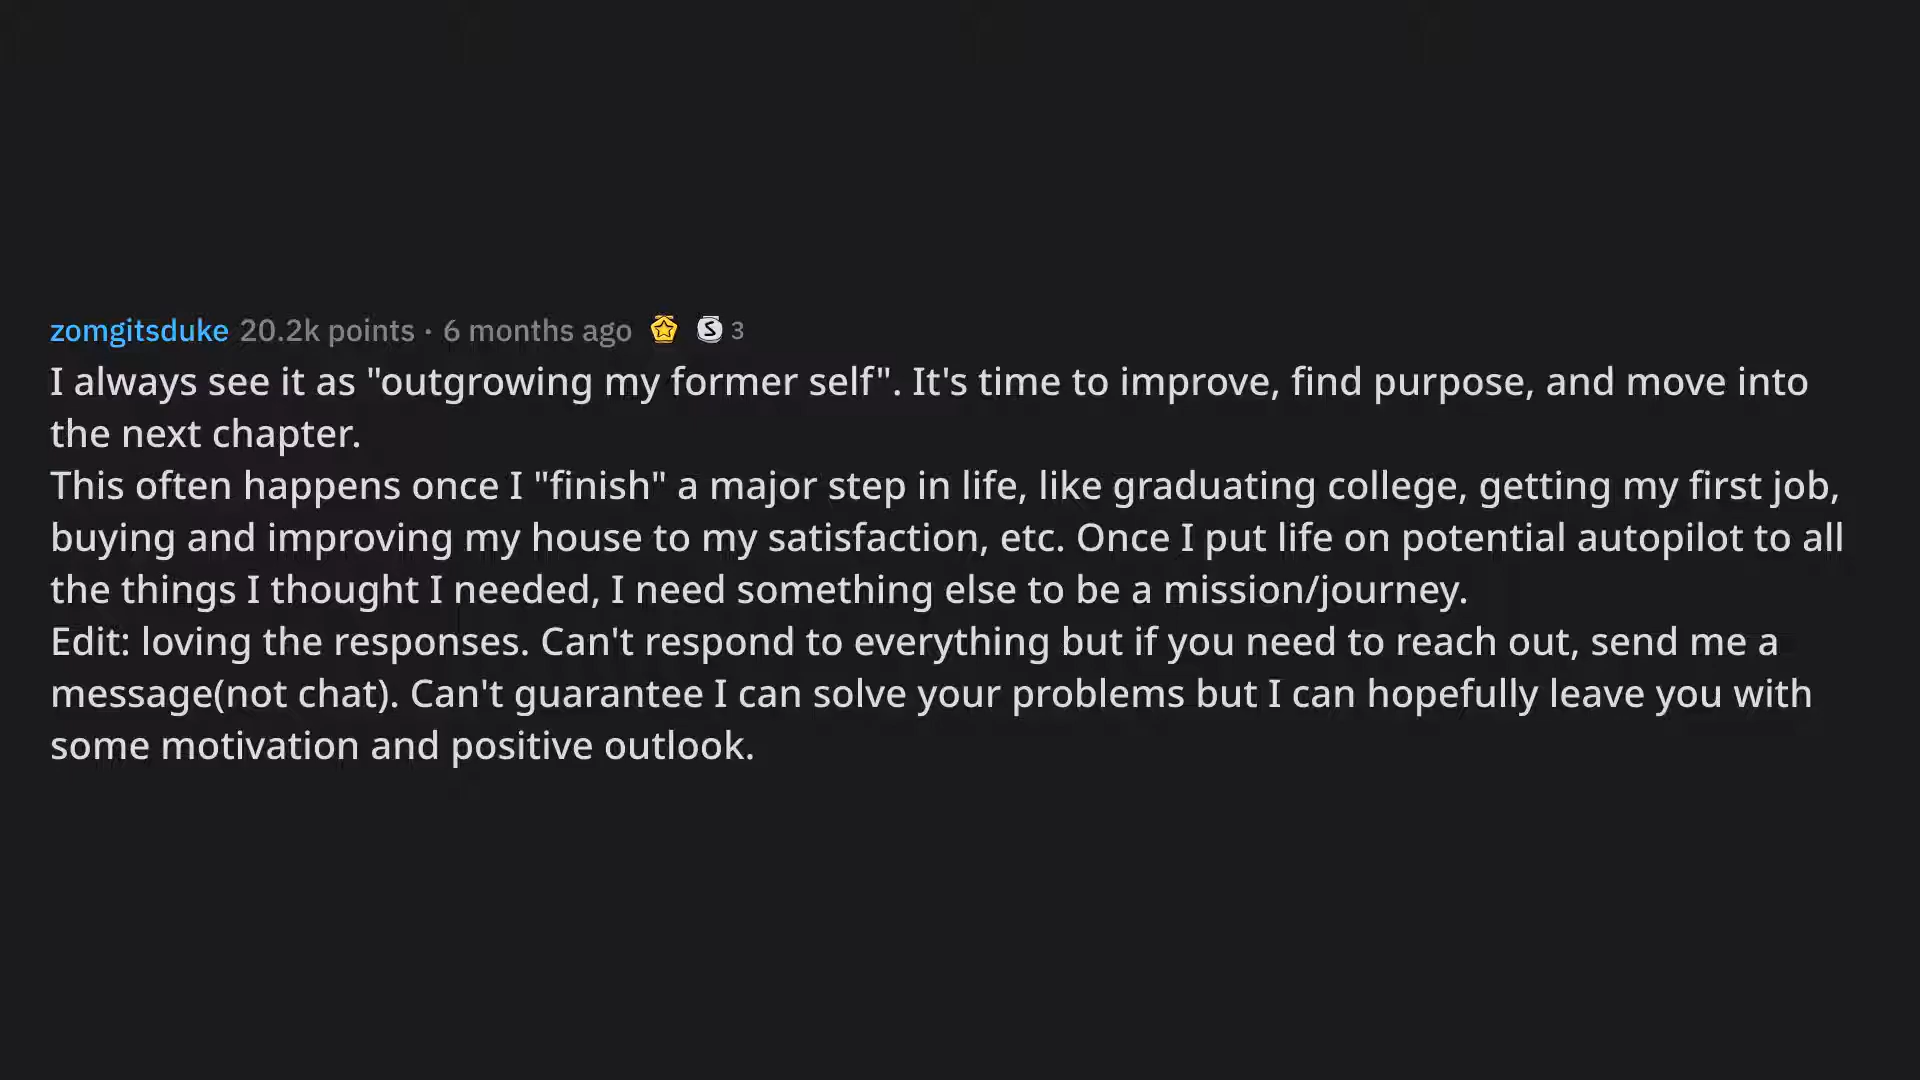 zomgitsduke 20.2k points · 6 months ago 3
I always see it as "outgrowing my former self". It's time to improve, find purpose, and move into
the next chapter.
This often happens once I "finish" a major step in life, like graduating college, getting my first job,
buying and improving my house to my satisfaction, etc. Once I put life on potential autopilot to all
the things I thought I needed, I need something else to be a mission/journey.
Edit: loving the responses. Can't respond to everything but if you need to reach out, send me a
message(not chat). Can't guarantee I can solve your problems but I can hopefully leave you with
some motivation and positive outlook.